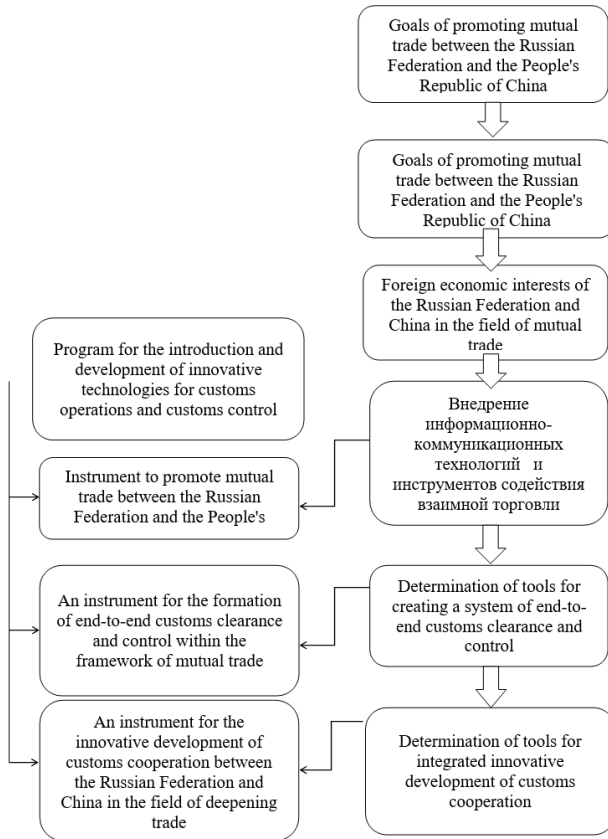 Goals of promoting mutual
trade between the Russian
Federation and the People's
Republic of China
Goals of promoting mutual
trade between the Russian
Federation and the People's
Republic of China
Foreign economic interests of
the Russian Federation and
China in the field of mutual
trade
Program for the introduction and
development of innovative
technologies for customs
operations and customs control
Внедрение
информационно-
коммуникационных
технологий и
инструментов содействия
взаимной торговли
Instrument to promote mutual
trade between the Russian
Federation and the People's
An instrument for the formation
of end-to-end customs clearance
and control within the
framework of mutual trade
Determination of tools for
creating a system of end-to-
end customs clearance and
control
An instrument for the
innovative development of
customs cooperation between
the Russian Federation and
China in the field of deepening
trade
Determination of tools for
integrated innovative
development of customs
cooperation